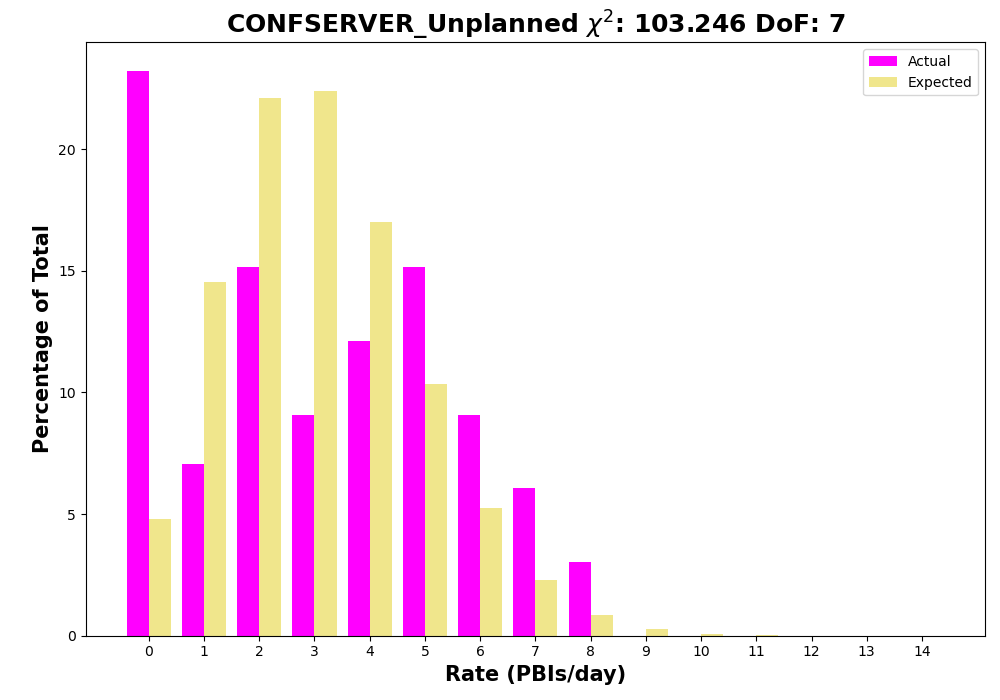 CONFSERVER_Unplanned χ²: 103.246 DoF: 7
Actual
Expected
Percentage of Total
20
15
10
5
0
0 1 2 3 4 5 6 7 8 9 10 11 12 13 14
Rate (PBIs/day)